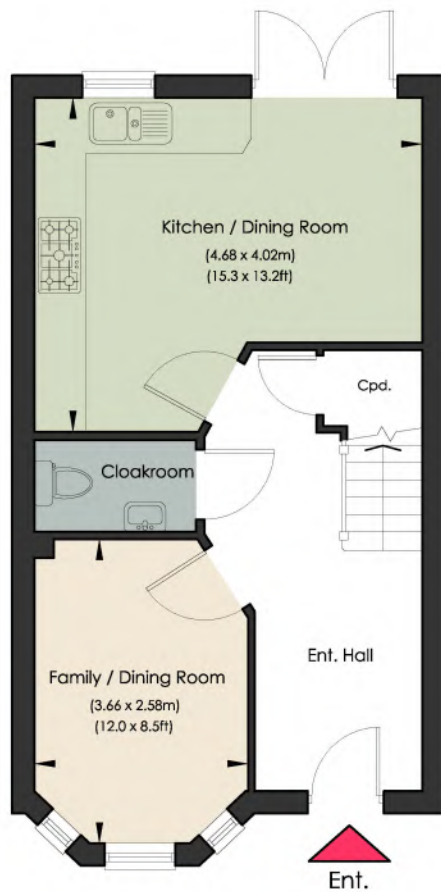 Kitchen / Dining Room
(4.68 x 4.02m)
(15.3 x 13.2ft)
Cpd.
Cloakroom
Ent. Hall
Family / Dining Room
(3.66 x 2.58m)
(12.0 x 8.5ft)
Ent.